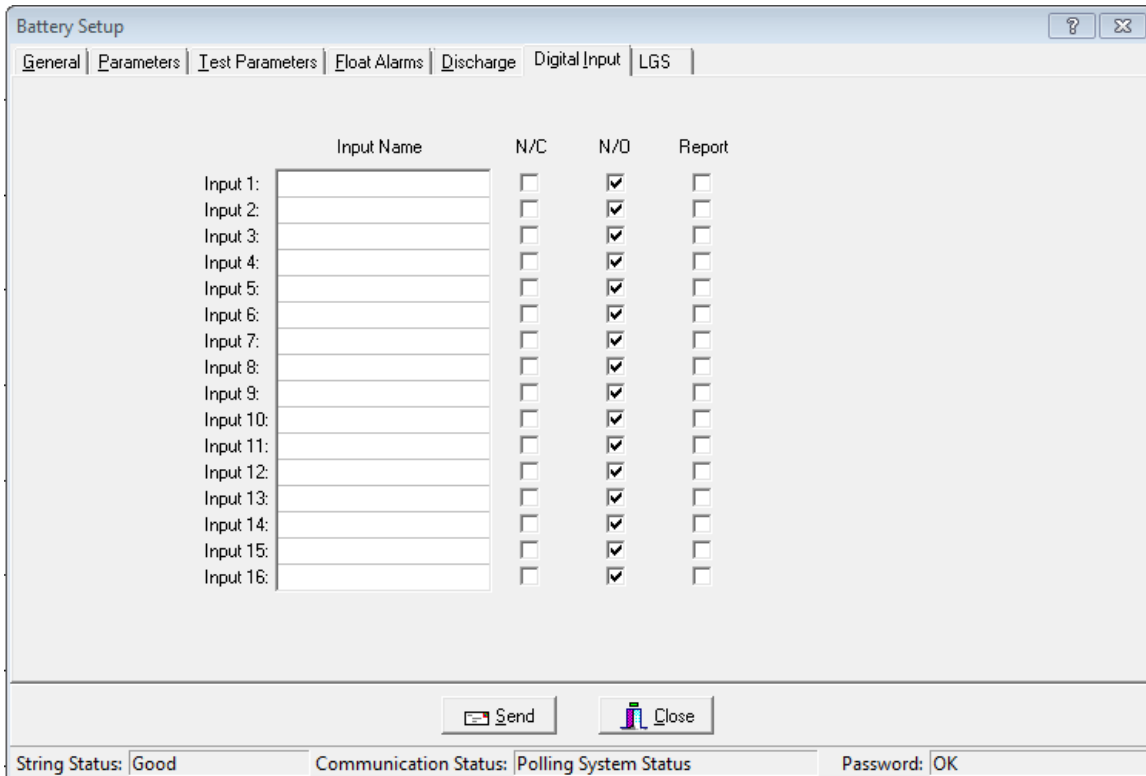 Battery Setup
General Parameters Test Parameters Float Alarms Discharge Digital Input LGS
Input Name N/C N/O Report
Input 1:
Input 2:
Input 3:
Input 4:
Input 5:
Input 6:
Input 7:
Input 8:
Input 9:
Input 10:
Input 11:
Input 12:
Input 13:
Input 14:
Input 15:
Input 16:
Send Close
String Status: Good Communication Status: Polling System Status Password: OK